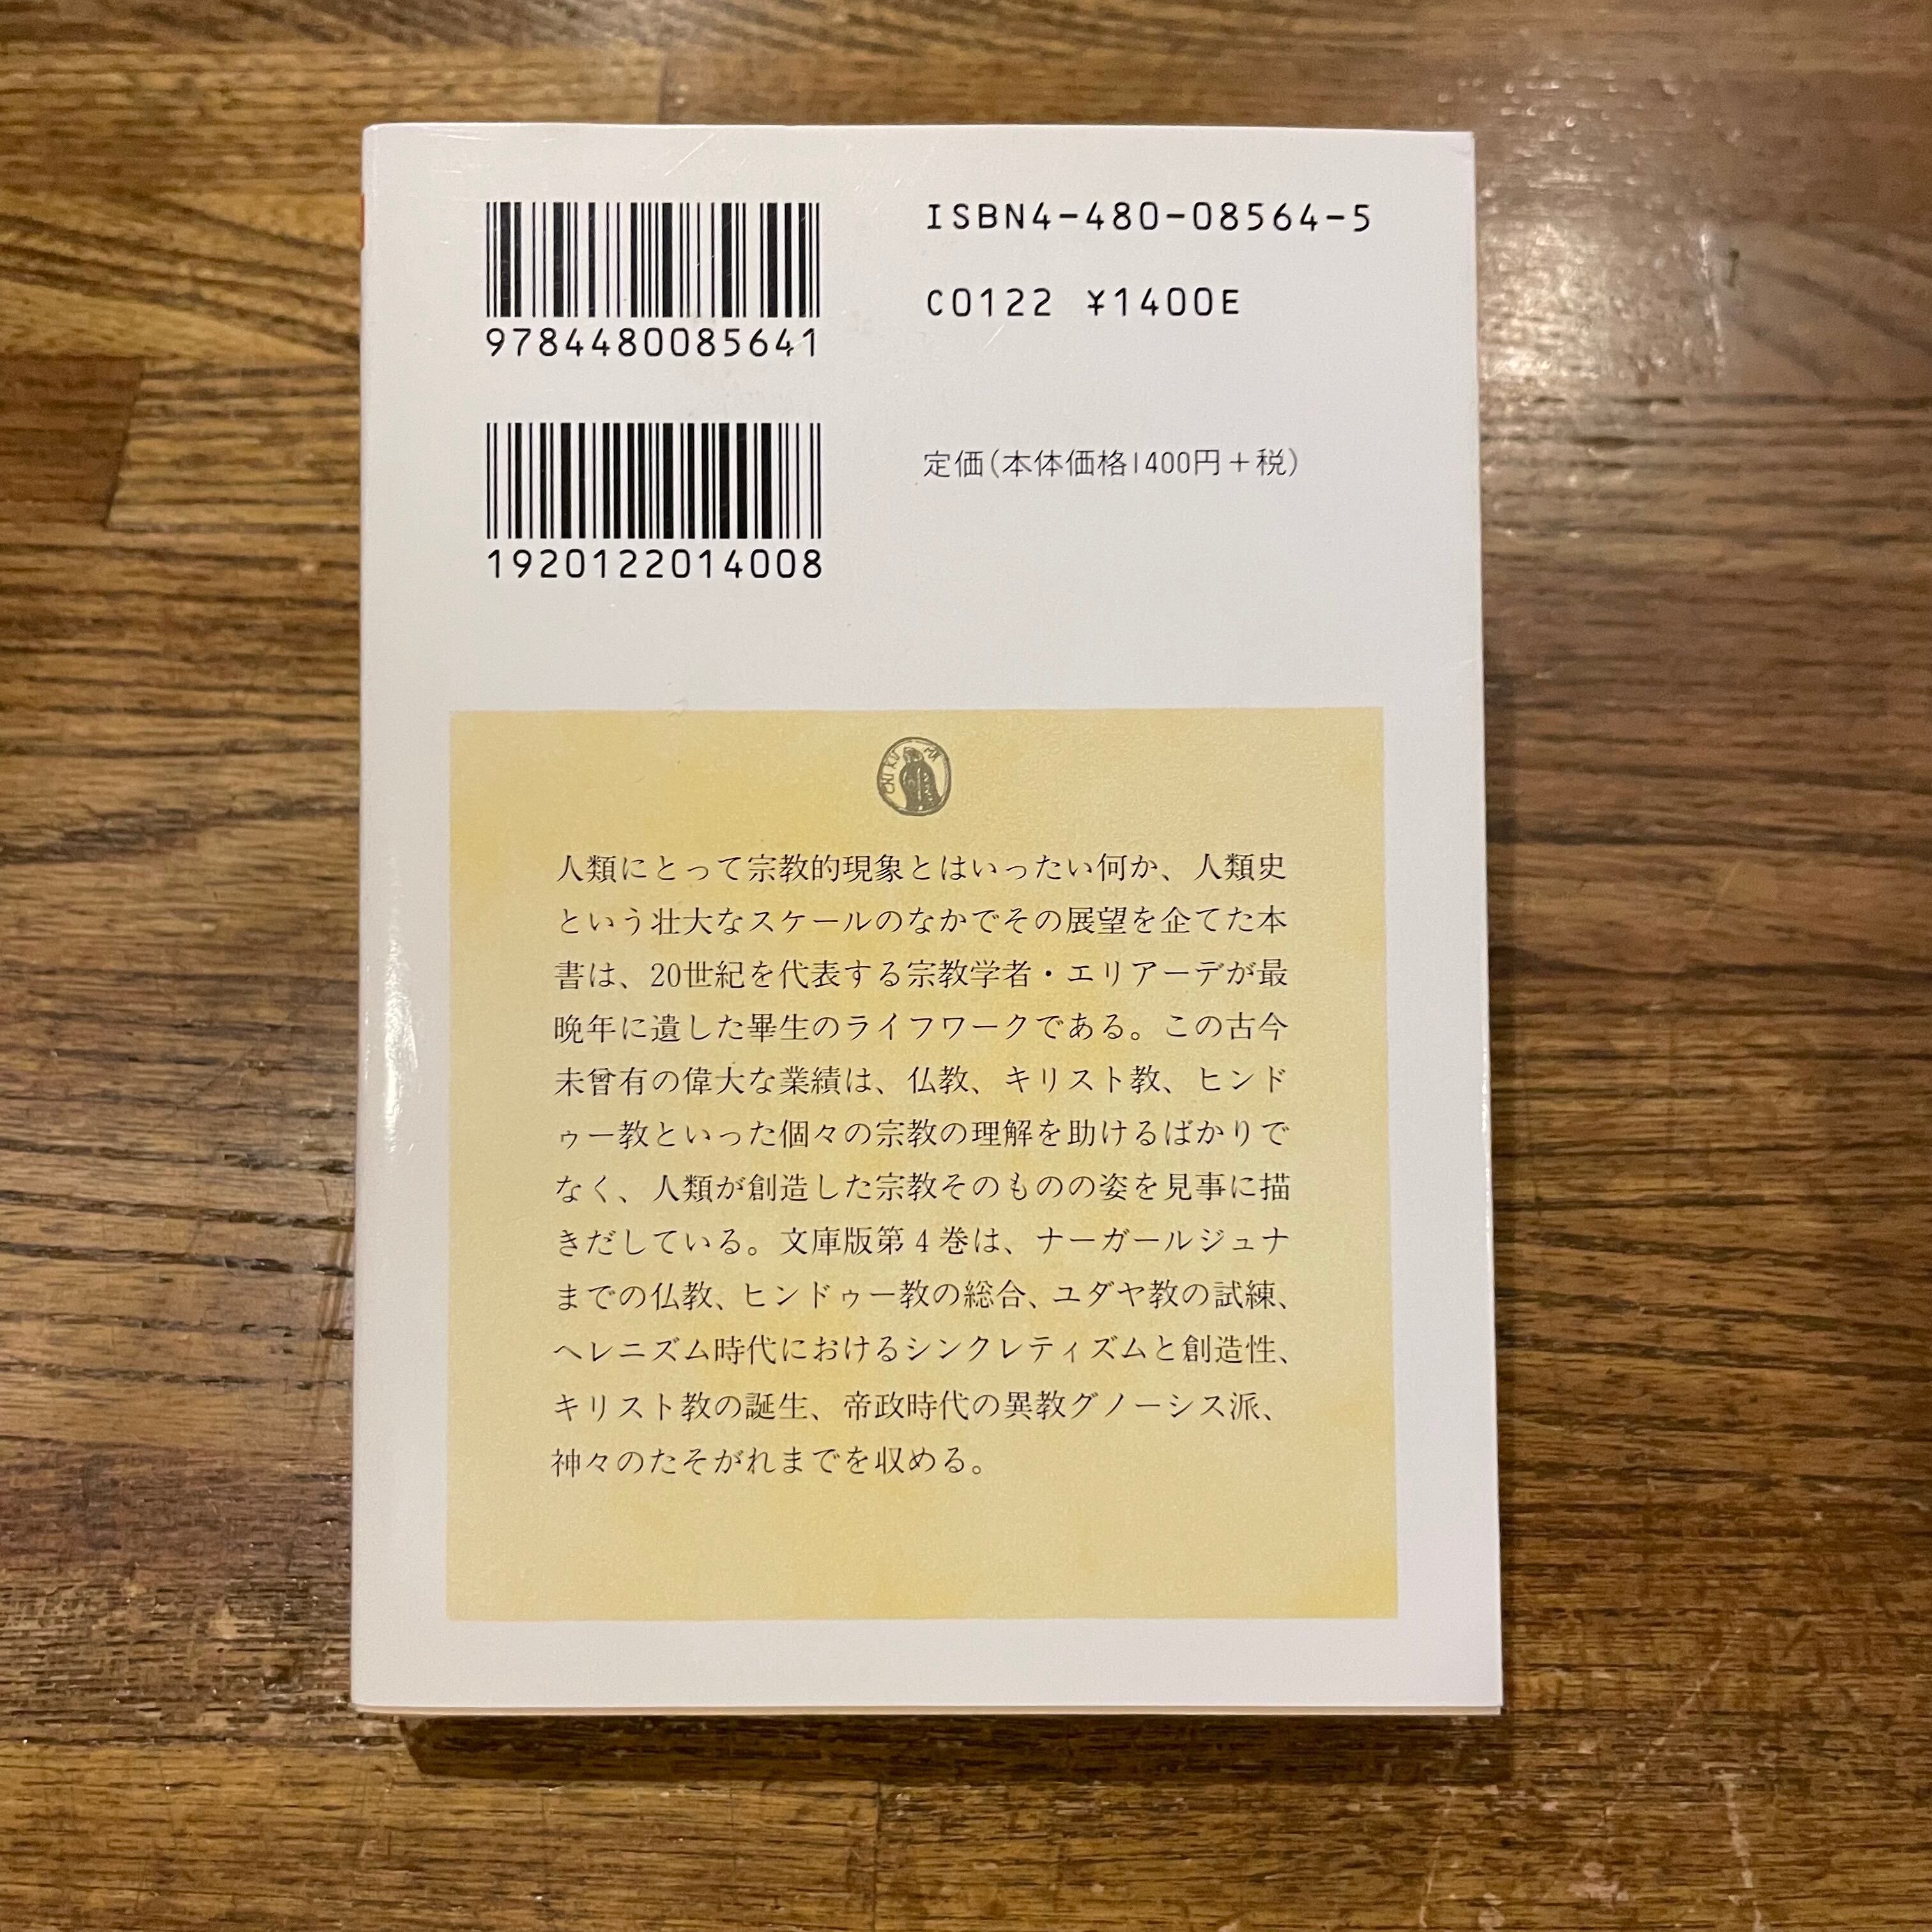 ISBN4-480-08564-5
9784480085641
C0122 ¥1400E
1920122014008
定価(本体価格1400円+税)
CHIKUMA
人類にとって宗教的現象とはいったい何か、人類史
という壮大なスケールのなかでその展望を企てた本
書は、20世紀を代表する宗教学者・エリアーデが最
晩年に遺した畢生のライフワークである。この古今
未曾有の偉大な業績は、仏教、キリスト教、ヒンド
ゥー教といった個々の宗教の理解を助けるばかりで
なく、人類が創造した宗教そのものの姿を見事に描
きだしている。文庫版第4巻は、ナーガールジュナ
までの仏教、ヒンドゥー教の総合、ユダヤ教の試練、
ヘレニズム時代におけるシンクレティズムと創造性、
キリスト教の誕生、帝政時代の異教グノーシス派、
神々のたそがれまでを収める。